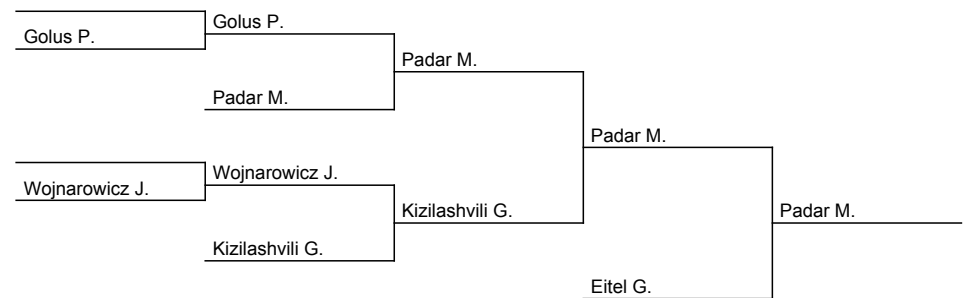 Golus P.
Golus P.
Padar M.
Padar M.
Padar M.
Wojnarowicz J.
Wojnarowicz J.
Kizilashvili G.
Padar M.
Kizilashvili G.
Eitel G.